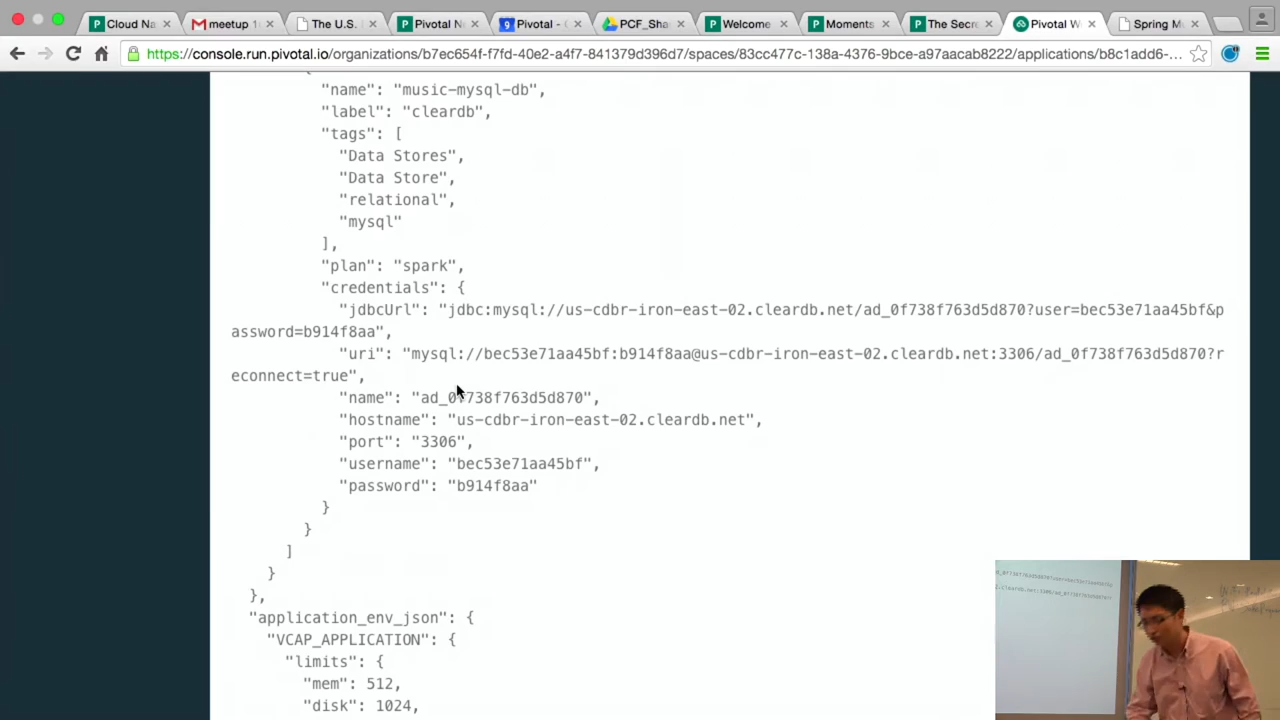 Cloud Na
meetup 1
The U.S.
Pivotal N
Pivotal -
PCF_Sha
Welcome
Moments
The Secre
Pivotal W
Spring M
https://console.run.pivotal.io/organizations/b7ec654f-f7fd-40e2-a4f7-841379d396d7/spaces/83cc477c-138a-4376-9bce-a97aacab8222/applications/b8c1add6-...
"name": "music-mysql-db",
"label": "cleardb",
"tags": [
"Data Stores",
"Data Store",
"relational",
"mysql"
],
"plan": "spark",
"credentials": {
"jdbcUrl": "jdbc:mysql://us-cdbr-iron-east-02.cleardb.net/ad_0f738f763d5d870?user=bec53e71aa45bf&p
assword=b914f8aa",
"uri": "mysql://bec53e71aa45bf:b914f8aa@us-cdbr-iron-east-02.cleardb.net:3306/ad_0f738f763d5d870?r
econnect=true",
"name": "ad_0f738f763d5d870",
"hostname": "us-cdbr-iron-east-02.cleardb.net",
"port": "3306",
"username": "bec53e71aa45bf",
"password": "b914f8aa"
}
}
]
}
},
"application_env_json": {
"VCAP_APPLICATION": {
"limits": {
"mem": 512,
"disk": 1024,